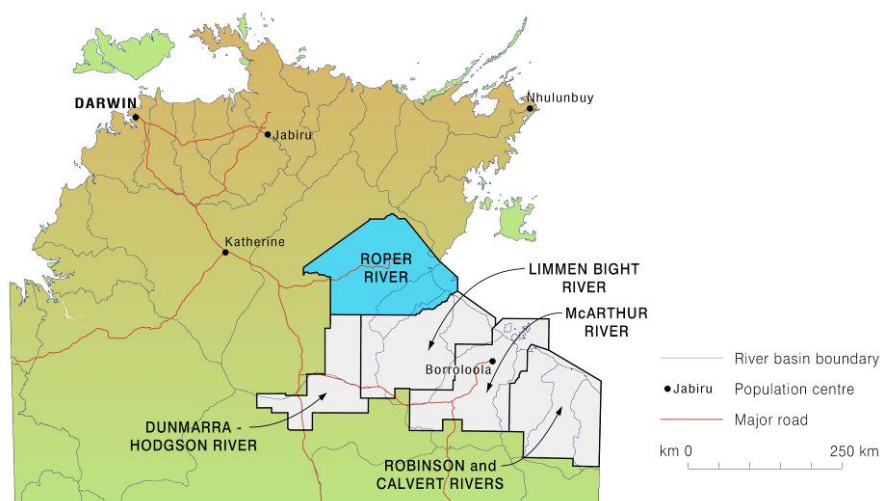 DARWIN
Jabiru
Nhulunbuy
Katherine
ROPER
RIVER
LIMMEN BIGHT
RIVER
McARTHUR
RIVER
Borroloola
DUNMARRA -
HODGSON RIVER
ROBINSON and
CALVERT RIVERS
River basin boundary
Jabiru Population centre
Major road
km 0 250 km